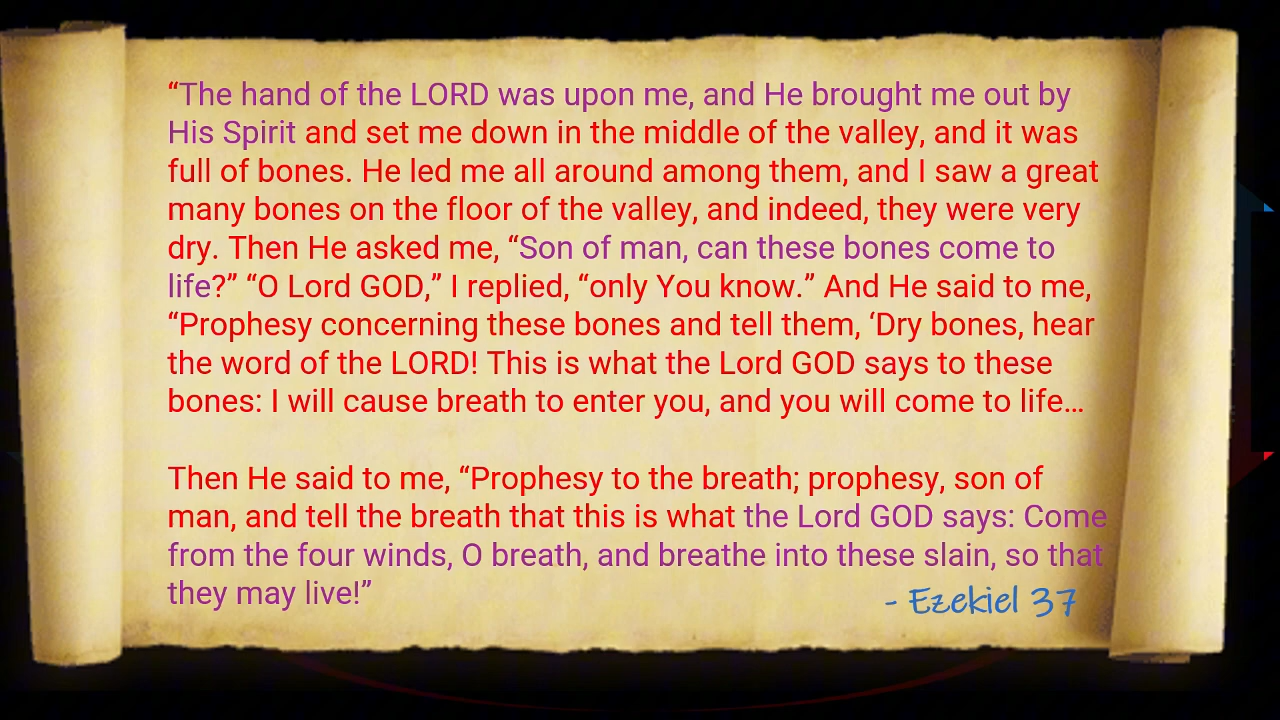 “The hand of the LORD was upon me, and He brought me out by
His Spirit and set me down in the middle of the valley, and it was
full of bones. He led me all around among them, and I saw a great
many bones on the floor of the valley, and indeed, they were very
dry. Then He asked me, “Son of man, can these bones come to
life?” “O Lord GOD,” I replied, “only You know.” And He said to me,
“Prophesy concerning these bones and tell them, ‘Dry bones, hear
the word of the LORD! This is what the Lord GOD says to these
bones: I will cause breath to enter you, and you will come to life…
Then He said to me, “Prophesy to the breath; prophesy, son of
man, and tell the breath that this is what the Lord GOD says: Come
from the four winds, O breath, and breathe into these slain, so that
they may live!”
- Ezekiel 37